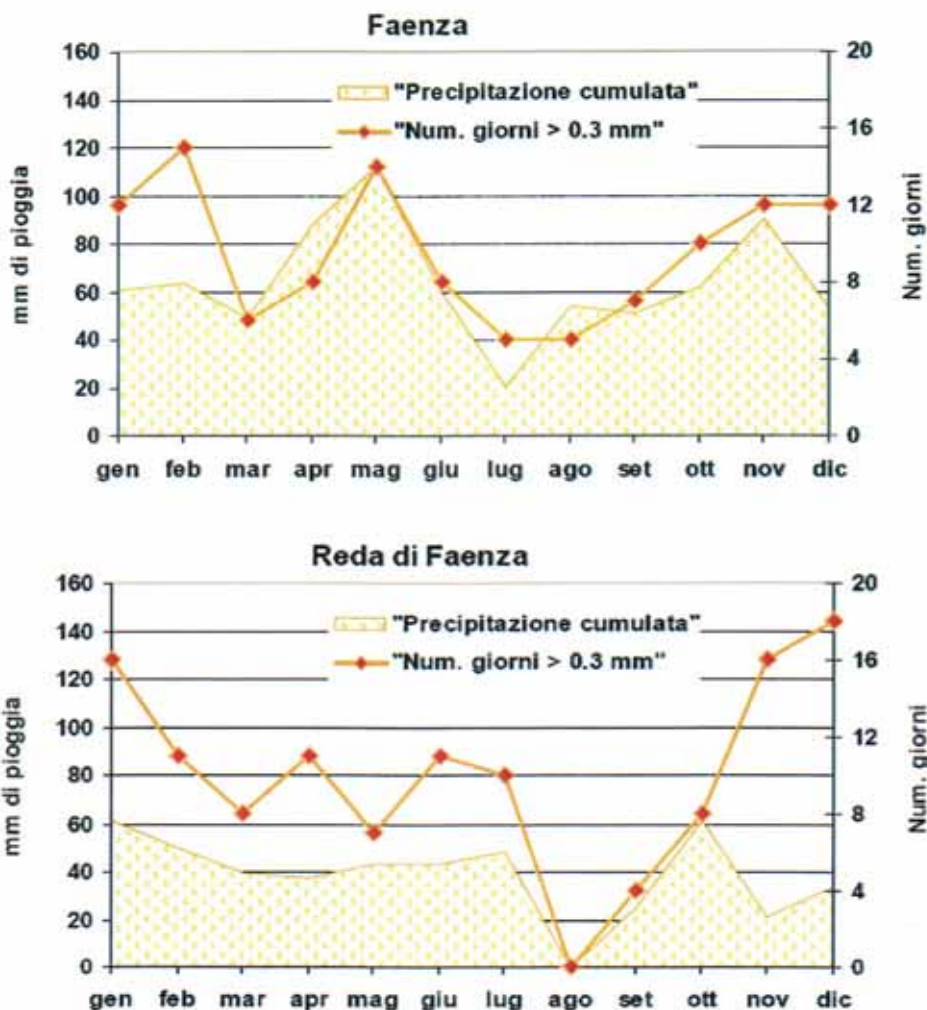 Faenza
160
140
120
100
80
60
40
20
0
mm di pioggia
"Precipitazione cumulata"
"Num. giorni > 0.3 mm"
20
16
12
8
4
0
Num. giorni
gen feb mar apr mag giu lug ago set ott nov dic
Reda di Faenza
160
140
120
100
80
60
40
20
0
mm di pioggia
"Precipitazione cumulata"
"Num. giorni > 0.3 mm"
20
16
12
8
4
0
Num. giorni
gen feb mar apr mag giu lug ago set ott nov dic